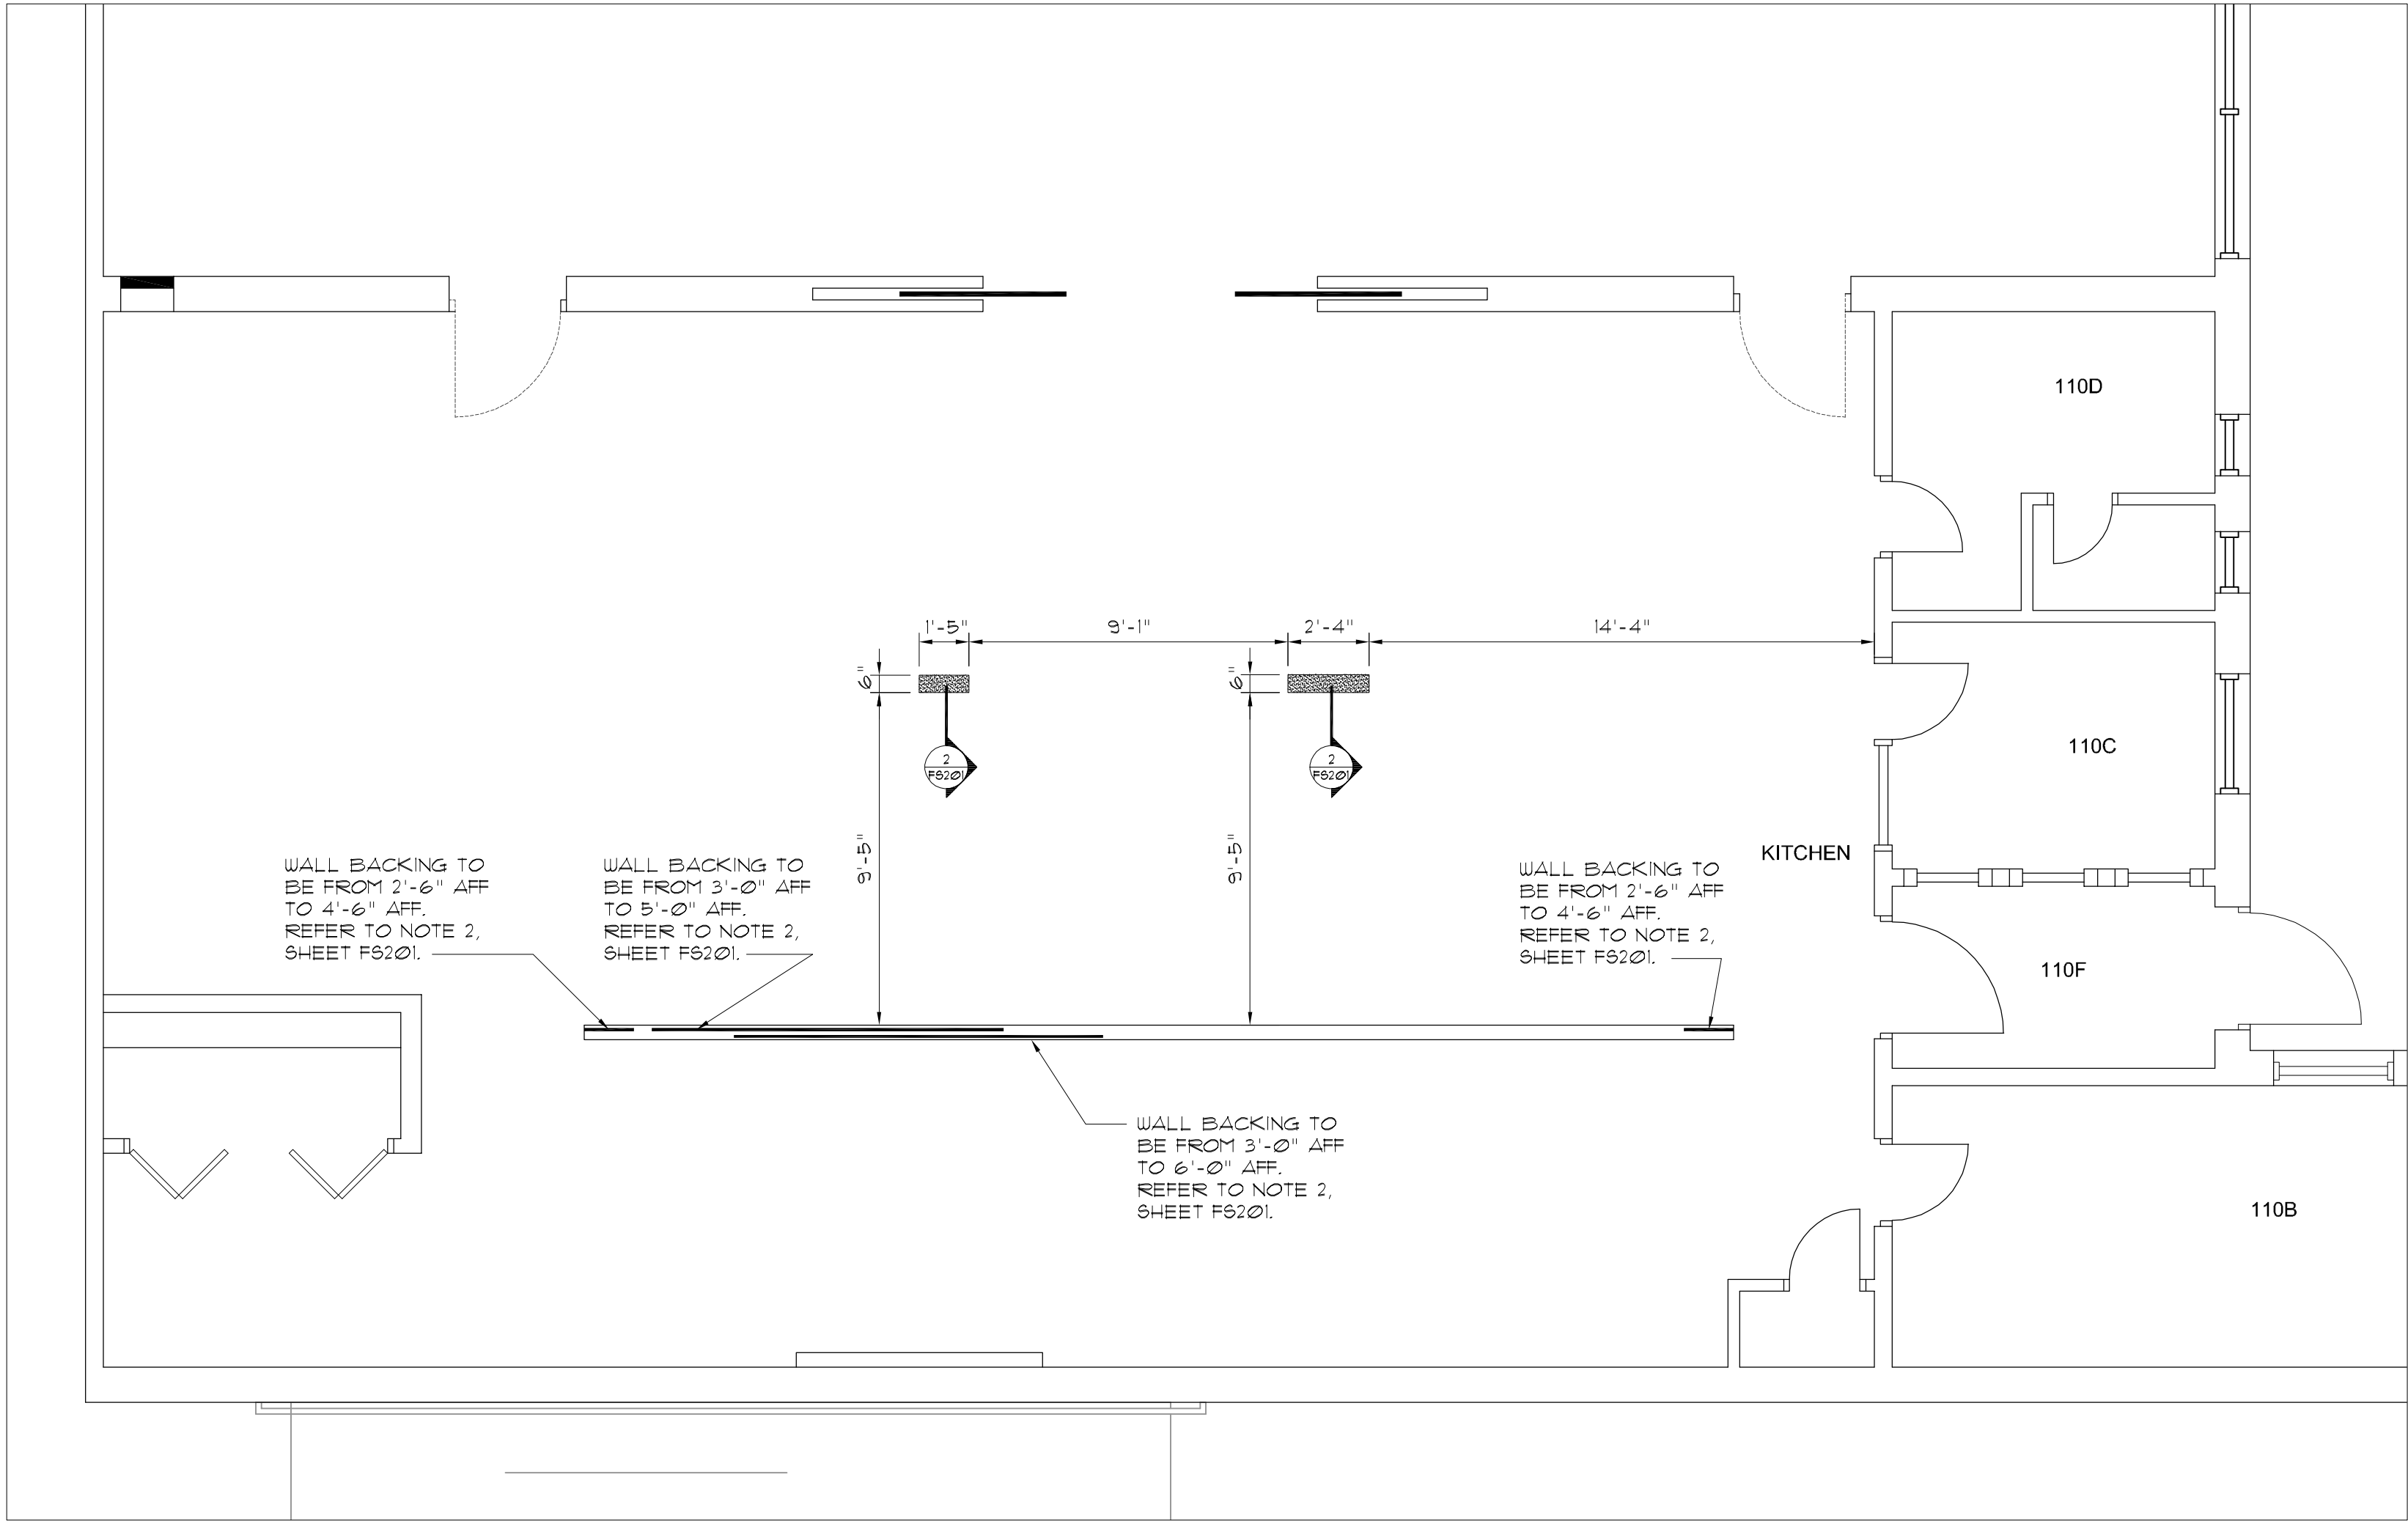 110D
1'-5"
9'-1"
2'-4"
14'-4"
6"
6"
2
FS201
2
FS201
110C
9'-5"
9'-5"
KITCHEN
WALL BACKING TO
BE FROM 2'-6" AFF
TO 4'-6" AFF.
REFER TO NOTE 2,
SHEET FS201.
WALL BACKING TO
BE FROM 3'-0" AFF
TO 5'-0" AFF.
REFER TO NOTE 2,
SHEET FS201.
WALL BACKING TO
BE FROM 2'-6" AFF
TO 4'-6" AFF.
REFER TO NOTE 2,
SHEET FS201.
110F
WALL BACKING TO
BE FROM 3'-0" AFF
TO 6'-0" AFF.
REFER TO NOTE 2,
SHEET FS201.
110B